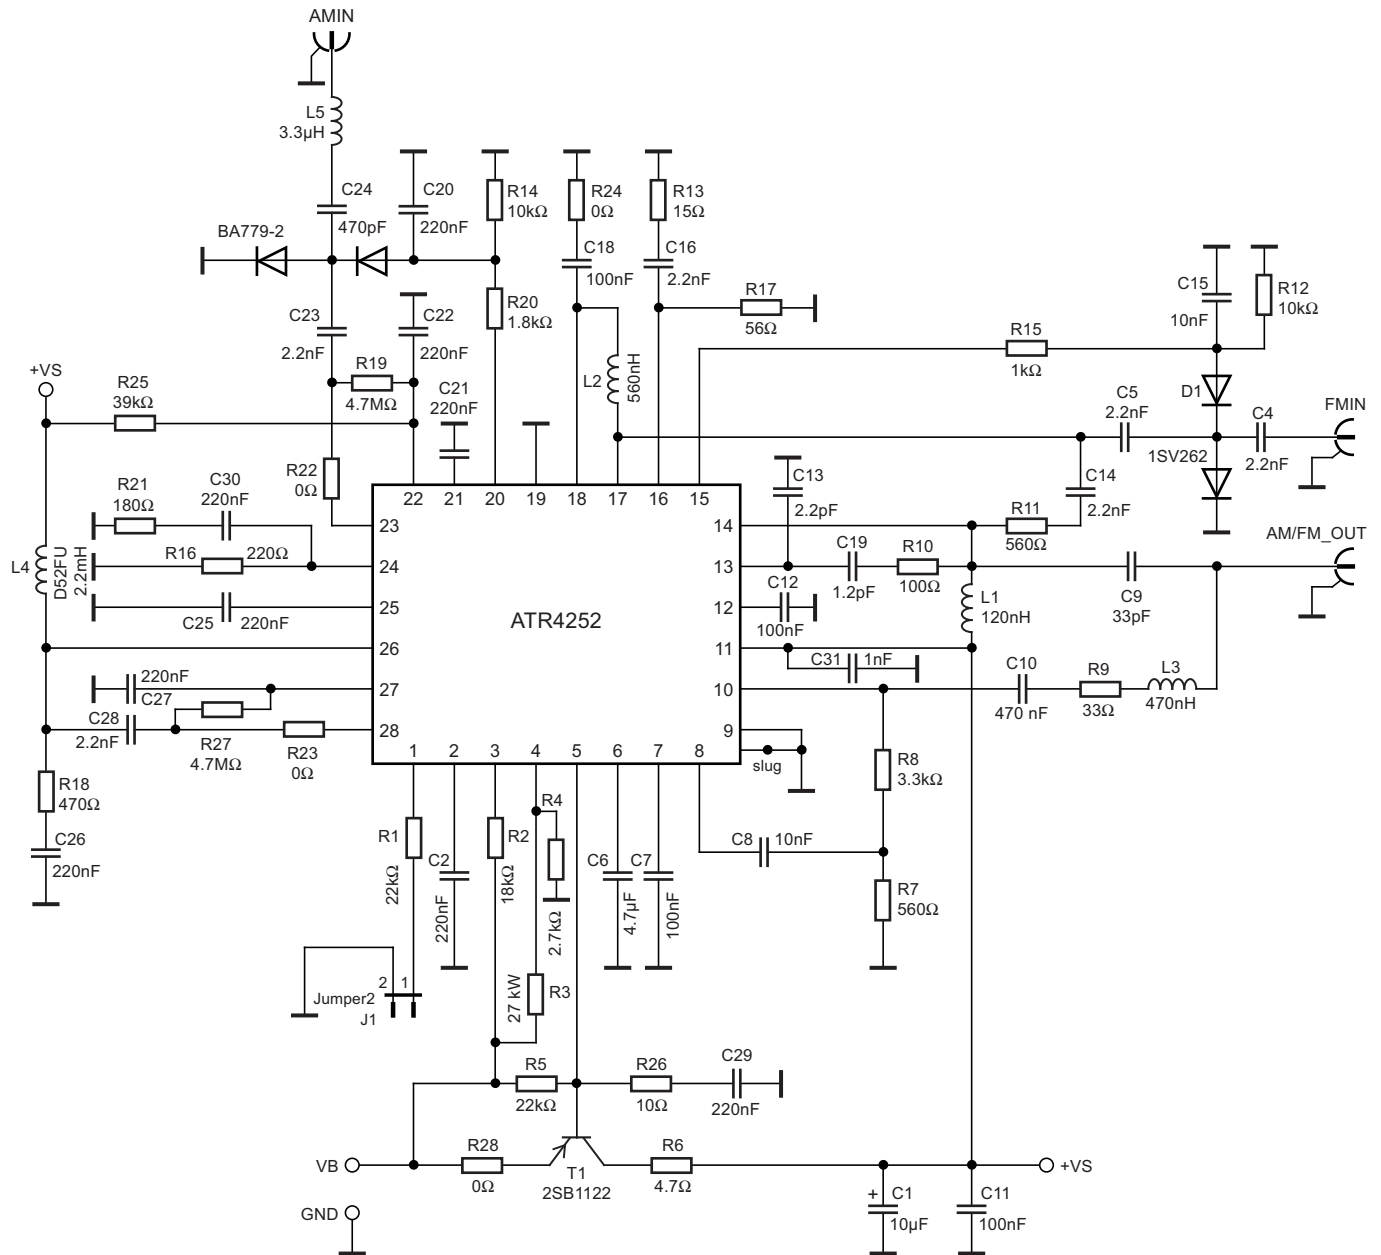 AMIN
L5
3.3µH
C24
470pF
C20
220nF
R14
10kΩ
R24
0Ω
R13
15Ω
BA779-2
C18
100nF
C16
2.2nF
C15
10nF
R12
10kΩ
C23
2.2nF
C22
220nF
R20
1.8kΩ
R17
56Ω
R15
1kΩ
R19
4.7MΩ
L2
560nH
+VS
R25
39kΩ
C21
220nF
D1
C5
2.2nF
C4
2.2nF
FMIN
1SV262
R22
0Ω
C13
2.2pF
C14
2.2nF
R21
180Ω
C30
220nF
22
21
20
19
18
17
16
15
23
14
R11
560Ω
AM/FM_OUT
L4
D52FU
2.2mH
R16
220Ω
24
13
C19
1.2pF
R10
100Ω
C9
33pF
C25
220nF
25
ATR4252
12
C12
100nF
L1
120nH
26
11
C31
1nF
C10
470 nF
R9
33Ω
L3
470nH
220nF
C27
27
10
C28
2.2nF
R27
4.7MΩ
R23
0Ω
28
9
1
2
3
4
5
6
7
8
slug
R18
470Ω
R8
3.3kΩ
C26
220nF
R1
22kΩ
C2
220nF
R2
18kΩ
R4
2.7kΩ
C6
4.7µF
C7
100nF
C8
10nF
R7
560Ω
2
1
Jumper2
J1
27 kW
R3
R5
22kΩ
R26
10Ω
C29
220nF
VB
R28
0Ω
T1
2SB1122
R6
4.7Ω
+VS
GND
+
C1
10µF
C11
100nF